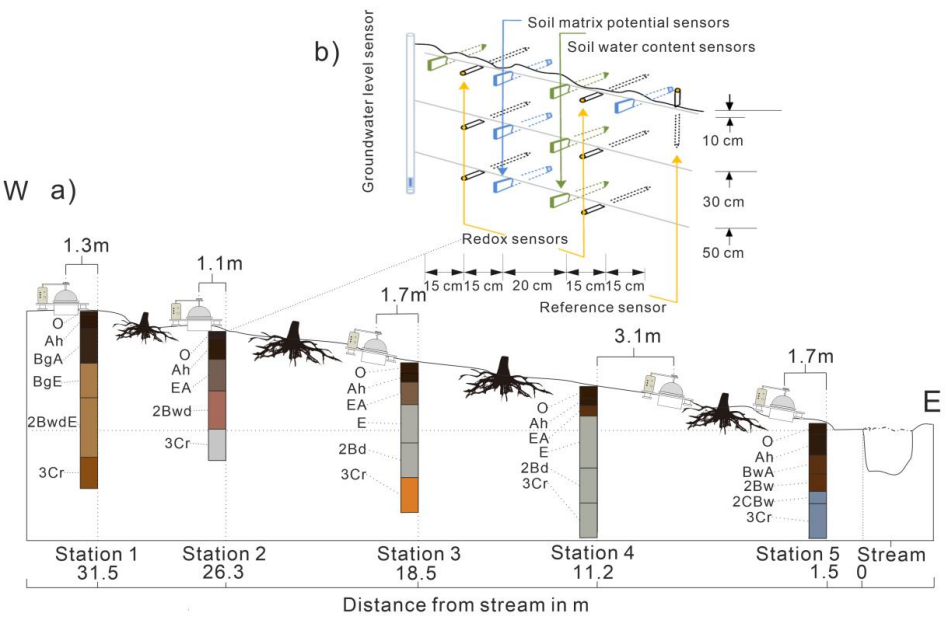 b)
Groundwater level sensor
Soil matrix potential sensors
Soil water content sensors
10 cm
30 cm
50 cm
Redox sensors
15 cm 15 cm 20 cm 15 cm 15 cm
Reference sensor
W a)
1.3m
1.1m
1.7m
3.1m
1.7m
E
O
Ah
BgA
BgE
2BwdE
3Cr
O
Ah
EA
2Bwd
3Cr
O
Ah
EA
E
2Bd
3Cr
O
Ah
EA
E
2Bd
3Cr
O
Ah
BwA
2Bw
2CBw
3Cr
Station 1 Station 2 Station 3 Station 4 Station 5 Stream
31.5 26.3 18.5 11.2 1.5 0
Distance from stream in m